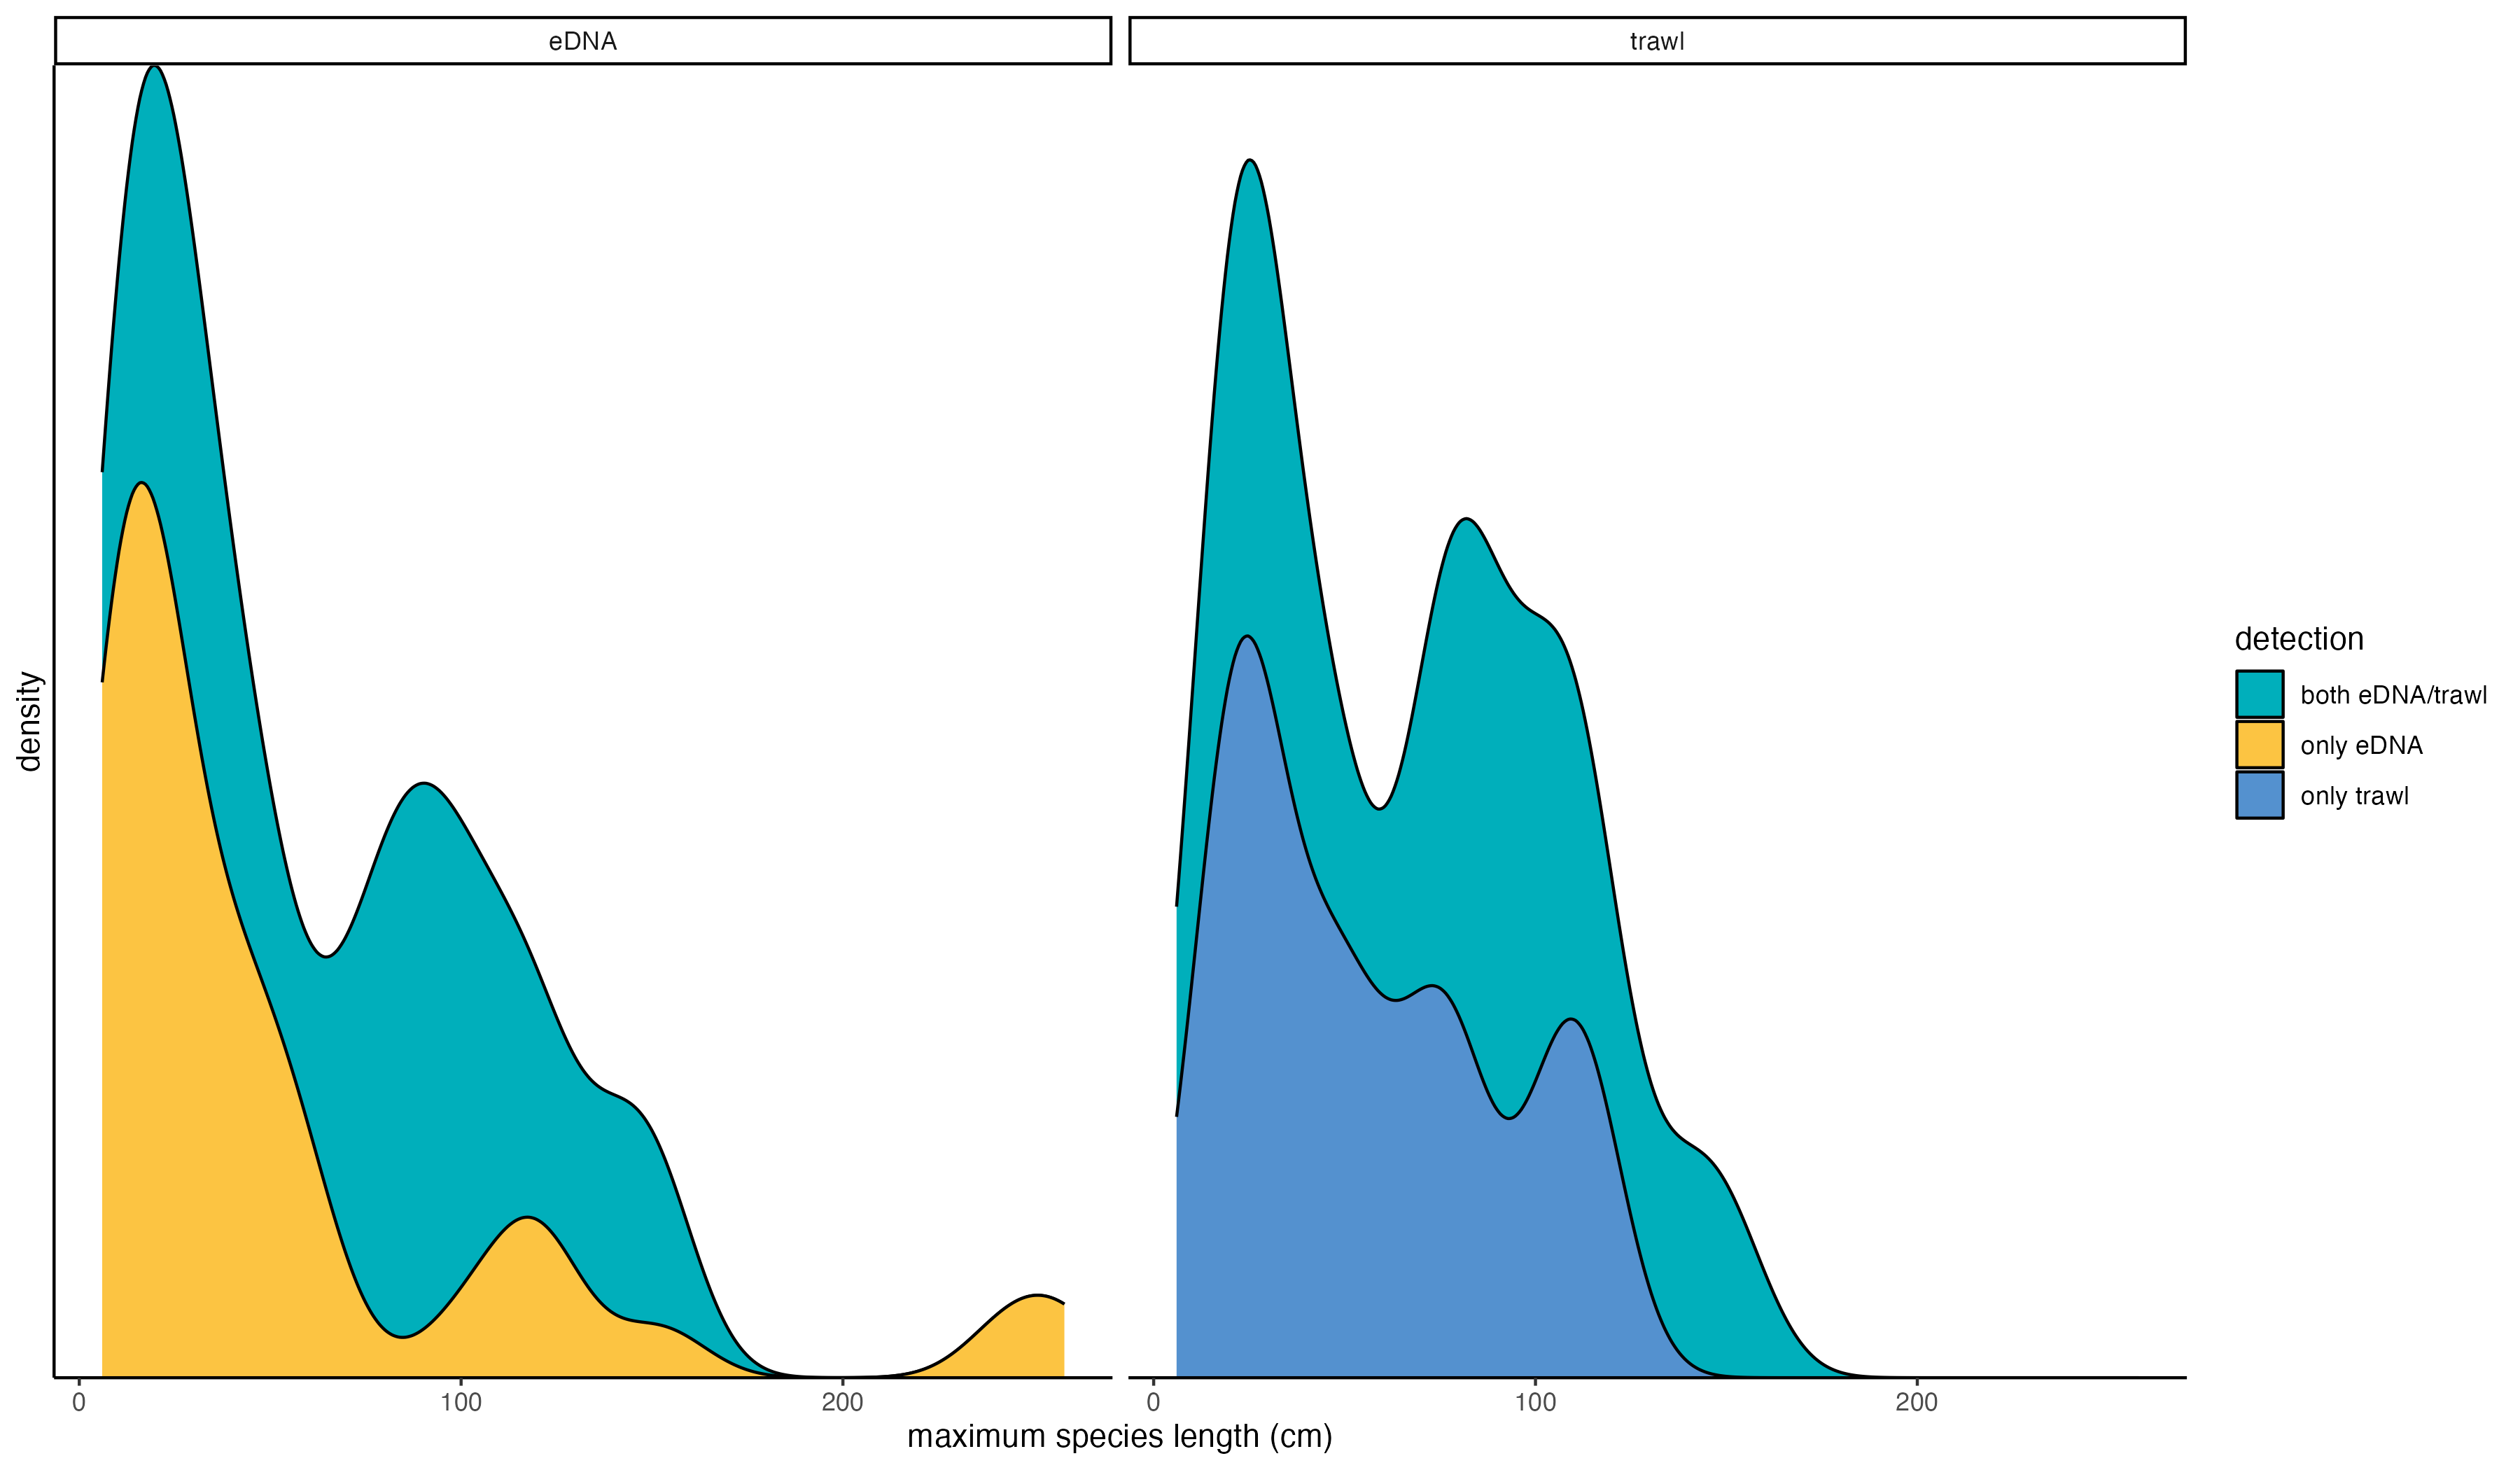 eDNA
trawl
density
0
100
200
0
100
200
maximum species length (cm)
detection
both eDNA/trawl
only eDNA
only trawl